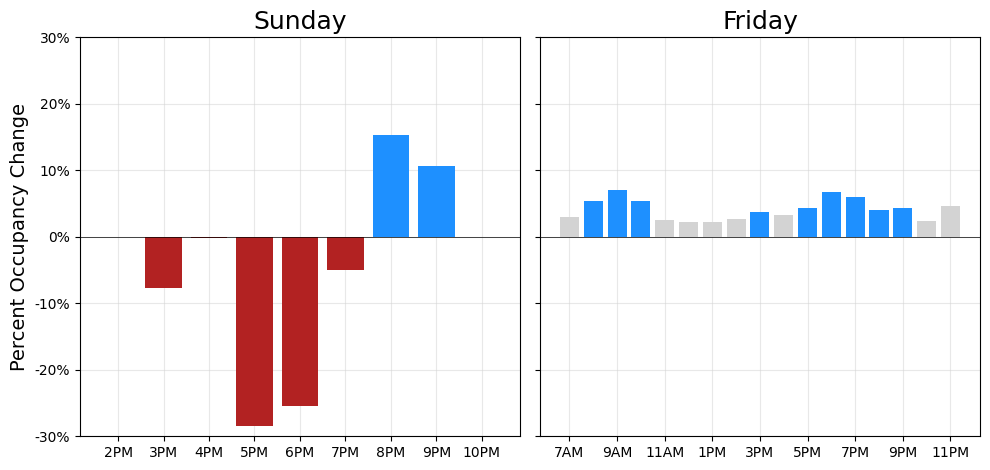 Sunday
Friday
Percent Occupancy Change
30%
20%
10%
0%
-10%
-20%
-30%
2PM 3PM 4PM 5PM 6PM 7PM 8PM 9PM 10PM
7AM 9AM 11AM 1PM 3PM 5PM 7PM 9PM 11PM